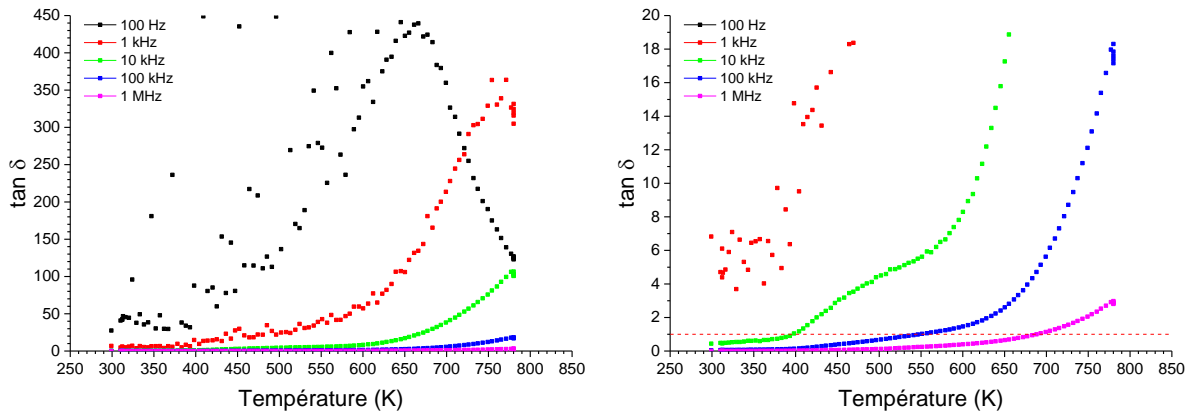 450
400
350
300
250
200
150
100
50
0
tan δ
100 Hz
1 kHz
10 kHz
100 kHz
1 MHz
250 300 350 400 450 500 550 600 650 700 750 800 850
Température (K)
20
18
16
14
12
10
8
6
4
2
0
tan δ
100 Hz
1 kHz
10 kHz
100 kHz
1 MHz
250 300 350 400 450 500 550 600 650 700 750 800 850
Température (K)